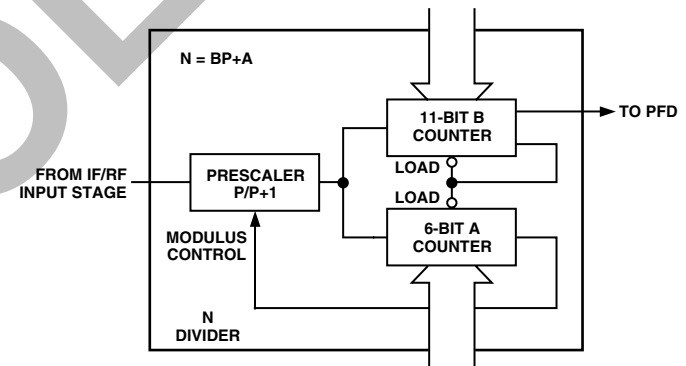 N = BP+A
11-BIT B
COUNTER
TO PFD
LOAD
FROM IF/RF
INPUT STAGE
PRESCALER
P/P+1
LOAD
MODULUS
CONTROL
6-BIT A
COUNTER
N
DIVIDER